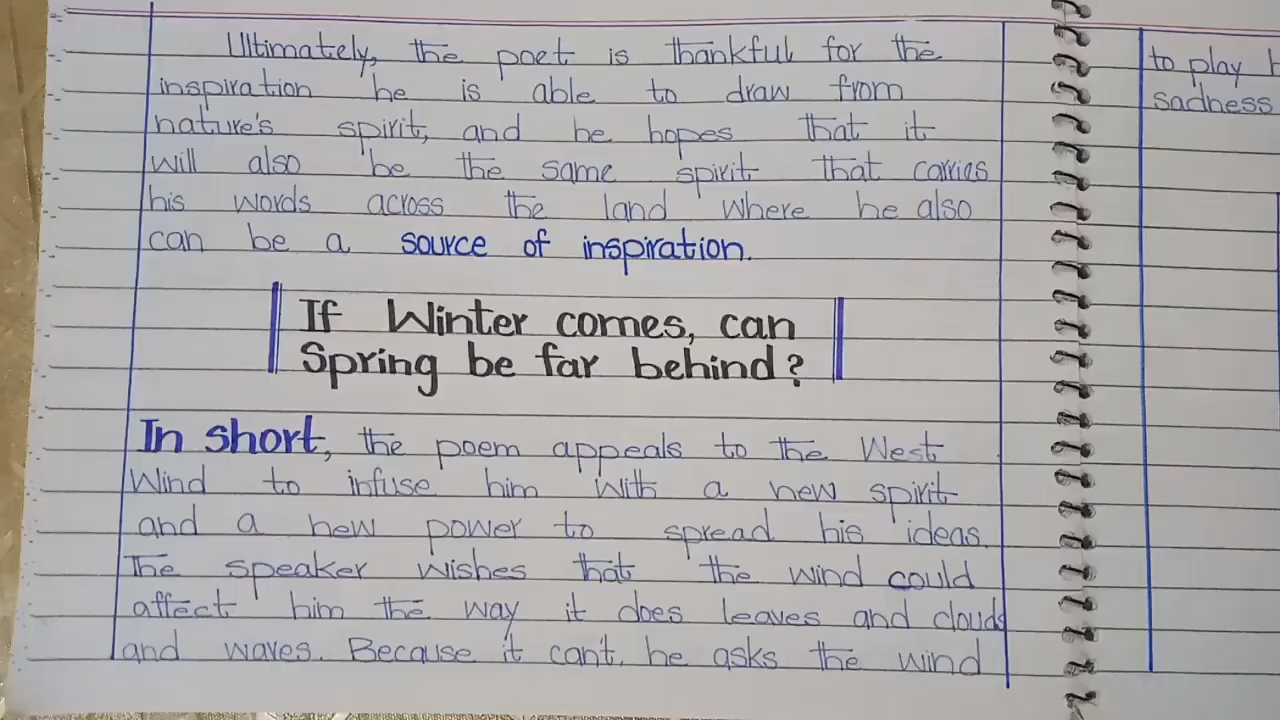 Ultimately, the poet is thankful for the
inspiration he is able to draw from
nature's spirit, and he hopes that it
will also be the same spirit that carries
his words across the land where he also
can be a source of inspiration.
If Winter comes, can
Spring be far behind?
In short, the poem appeals to the West
Wind to infuse him with a new spirit
and a new power to spread his ideas.
The speaker wishes that the wind could
affect him the way it does leaves and clouds
and waves. Because it can't, he asks the wind
to play
sadness